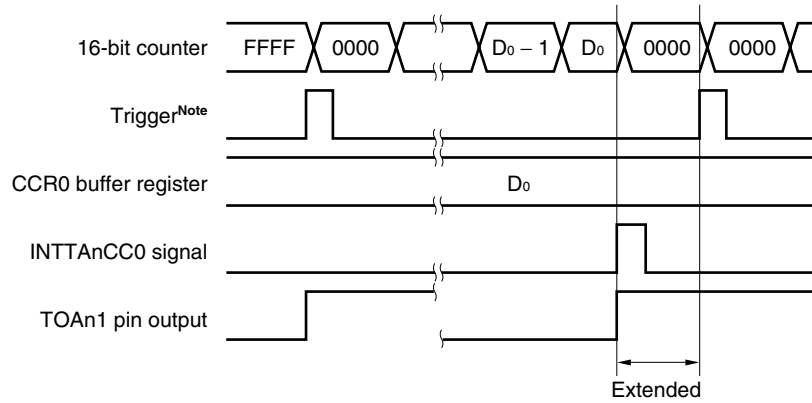 16-bit counter FFFF 0000 D0 − 1 D0 0000 0000
TriggerNote
CCR0 buffer register D0
INTTAnCC0 signal
TOAn1 pin output
Extended